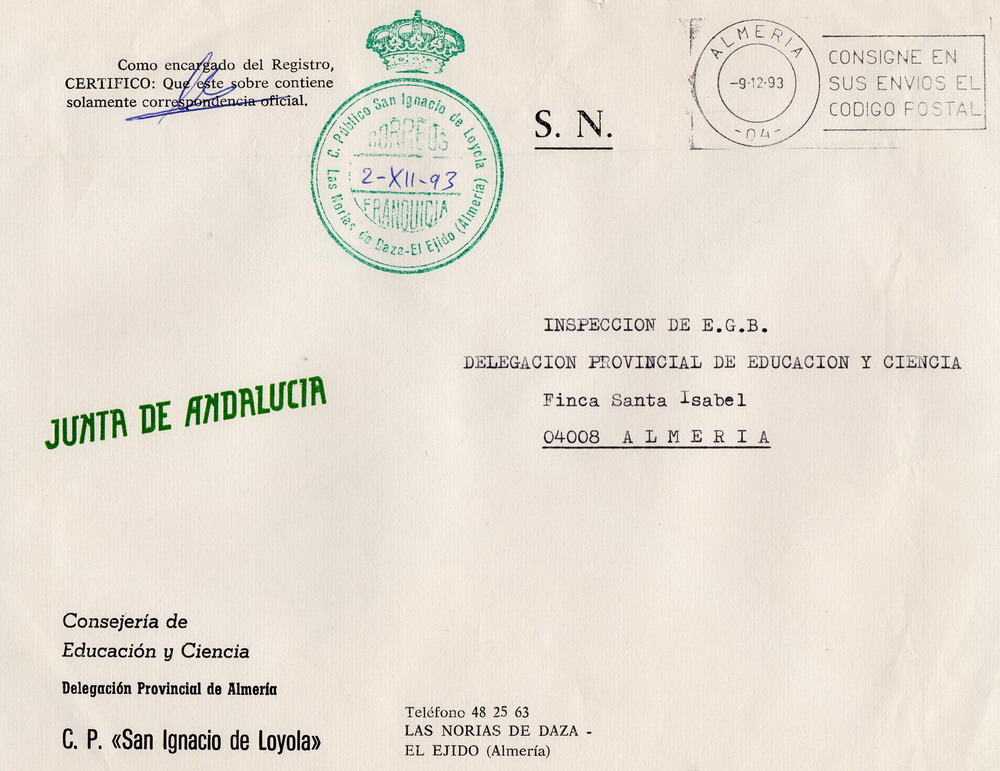 Como encargado del Registro,
CERTIFICO: Que este sobre contiene
solamente correspondencia oficial.
C. Público San Ignacio de Loyola
CORREOS
2-XII-93
FRANQUICIA
Las Norias de Daza-El Ejido (Almería)
S. N.
ALMERIA
-9-12-93
-04-
CONSIGNE EN
SUS ENVIOS EL
CODIGO POSTAL
INSPECCION DE E.G.B.
DELEGACION PROVINCIAL DE EDUCACION Y CIENCIA
Finca Santa Isabel
04008 A L M E R I A
JUNTA DE ANDALUCIA
Consejería de
Educación y Ciencia
Delegación Provincial de Almería
C. P. «San Ignacio de Loyola»
Teléfono 48 25 63
LAS NORIAS DE DAZA -
EL EJIDO (Almería)